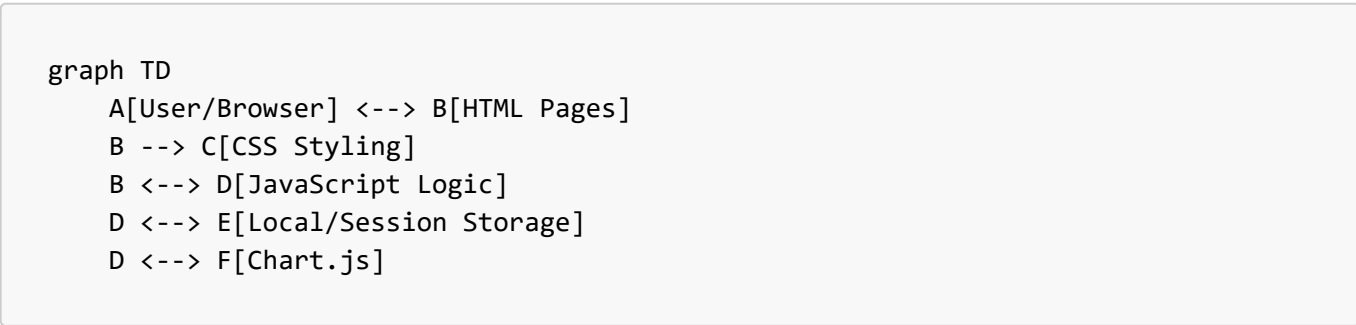 graph TD
    A[User/Browser] <--> B[HTML Pages]
    B --> C[CSS Styling]
    B <--> D[JavaScript Logic]
    D <--> E[Local/Session Storage]
    D <--> F[Chart.js]